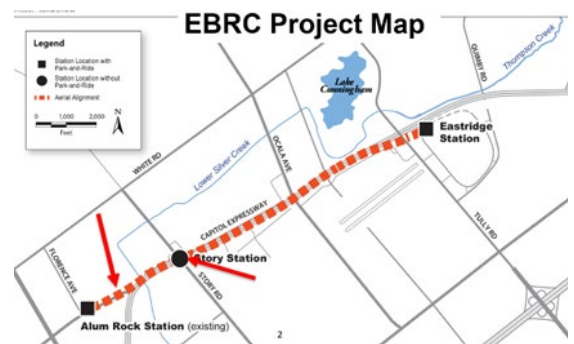 EBRC Project Map
Legend
Station Location with
Park-and-Ride
Station Location without
Park-and-Ride
Aerial Alignment
0 1,000 2,000
Feet
N
Lake
Cunningham
QUIMBY RD
Thompson Creek
WHITE RD
Lower Silver Creek
OCALA AVE
Eastridge
Station
CAPITOL EXPRESSWAY
TULLY RD
FLORENCE AVE
Story Station
STORY RD
Alum Rock Station (existing)
2